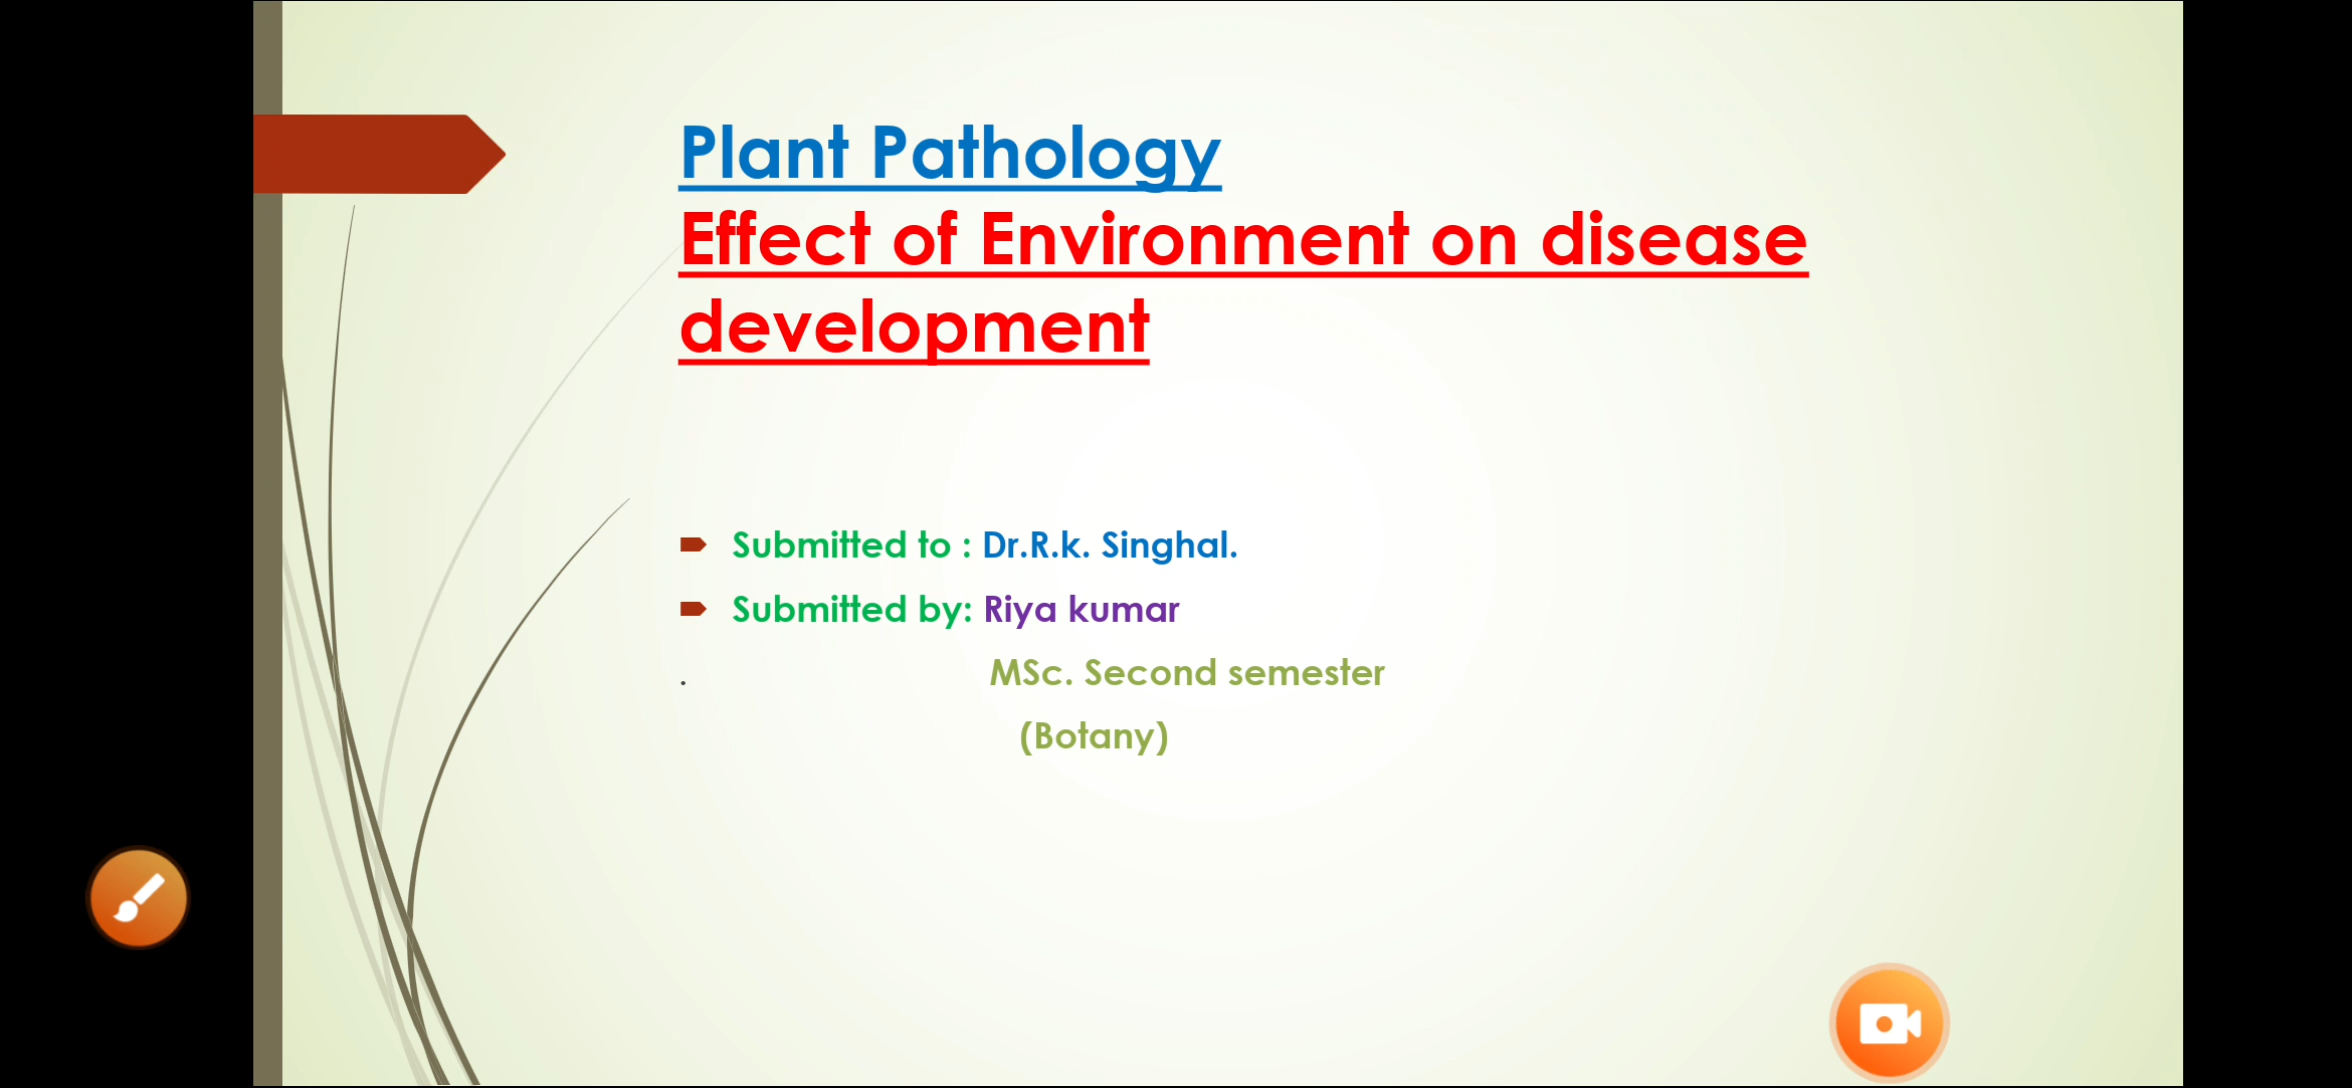 Plant Pathology
Effect of Environment on disease
development
Submitted to : Dr.R.k. Singhal.
Submitted by: Riya kumar
. MSc. Second semester
(Botany)